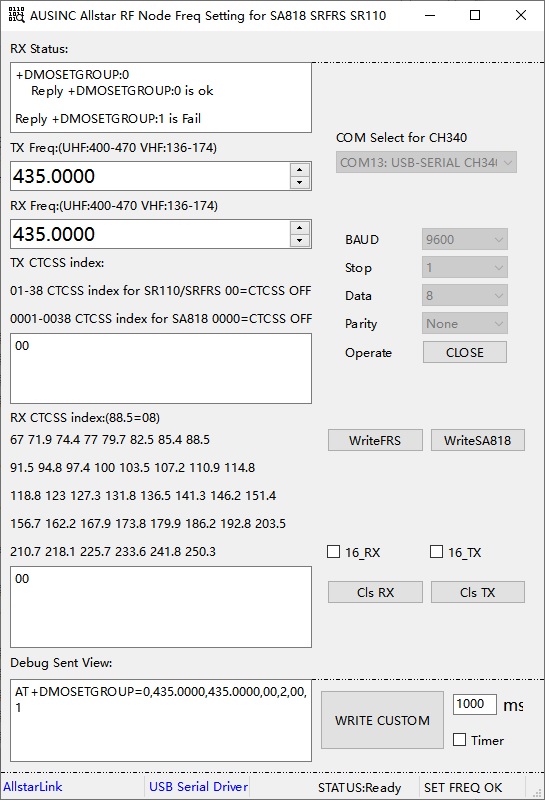 AUSINC Allstar RF Node Freq Setting for SA818 SRFRS SR110
RX Status:
+DMOSETGROUP:0
Reply +DMOSETGROUP:0 is ok
Reply +DMOSETGROUP:1 is Fail
COM Select for CH340
COM13: USB-SERIAL CH34
TX Freq:(UHF:400-470 VHF:136-174)
435.0000
RX Freq:(UHF:400-470 VHF:136-174)
435.0000
BAUD 9600
Stop 1
Data 8
Parity None
Operate CLOSE
TX CTCSS index:
01-38 CTCSS index for SR110/SRFRS 00=CTCSS OFF
0001-0038 CTCSS index for SA818 0000=CTCSS OFF
00
RX CTCSS index:(88.5=08)
67 71.9 74.4 77 79.7 82.5 85.4 88.5
91.5 94.8 97.4 100 103.5 107.2 110.9 114.8
118.8 123 127.3 131.8 136.5 141.3 146.2 151.4
156.7 162.2 167.9 173.8 179.9 186.2 192.8 203.5
210.7 218.1 225.7 233.6 241.8 250.3
WriteFRS WriteSA818
16_RX 16_TX
00
Cls RX Cls TX
Debug Sent View:
AT+DMOSETGROUP=0,435.0000,435.0000,00,2,00,
1
WRITE CUSTOM
1000 ms
Timer
AllstarLink USB Serial Driver STATUS:Ready SET FREQ OK